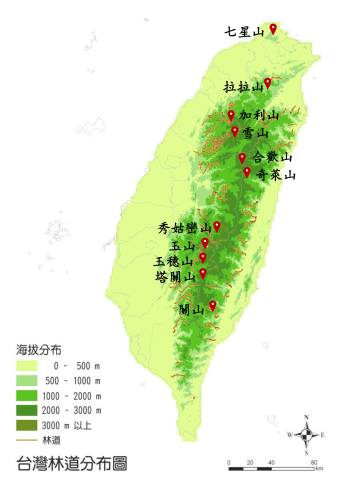 七星山
拉拉山
加利山
雪山
合歡山
奇萊山
秀姑巒山
玉山
玉穗山
塔關山
關山
海拔分布
0 - 500 m
500 - 1000 m
1000 - 2000 m
2000 - 3000 m
3000 m 以上
林道
台灣林道分布圖
N
W E
S
0 20 40 60 80
km